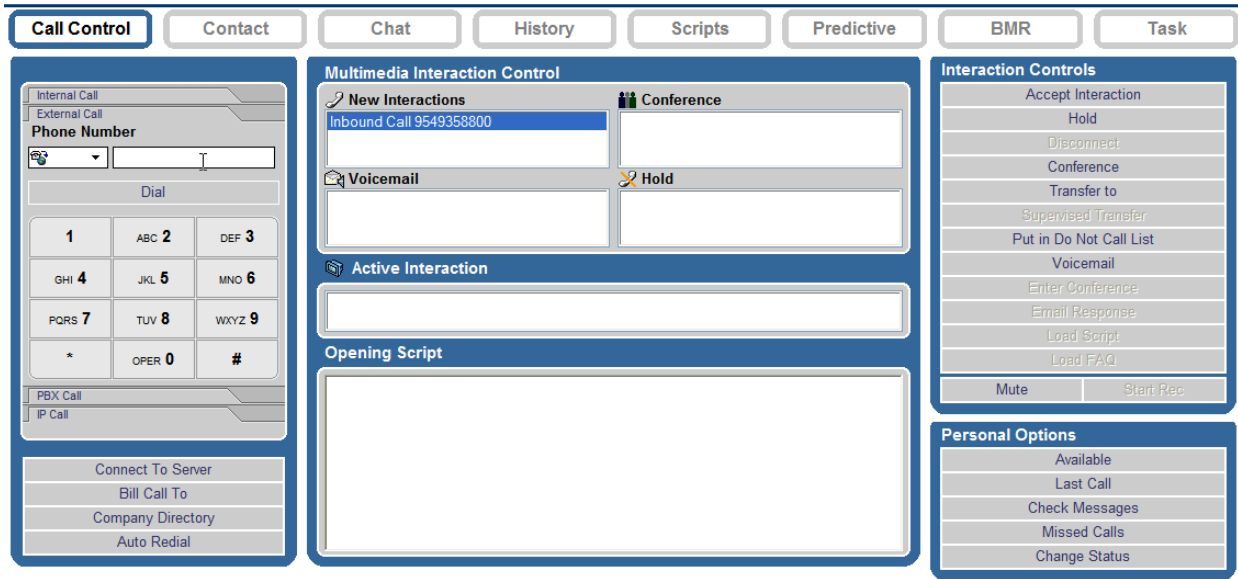 Call Control
Contact
Chat
History
Scripts
Predictive
BMR
Task
Internal Call
External Call
Phone Number
Dial
1
ABC 2
DEF 3
GHI 4
JKL 5
MNO 6
PQRS 7
TUV 8
WXYZ 9
*
OPER 0
#
PBX Call
IP Call
Connect To Server
Bill Call To
Company Directory
Auto Redial
Multimedia Interaction Control
New Interactions
Inbound Call 9549358800
Conference
Voicemail
Hold
Active Interaction
Opening Script
Interaction Controls
Accept Interaction
Hold
Disconnect
Conference
Transfer to
Supervised Transfer
Put in Do Not Call List
Voicemail
Enter Conference
Email Response
Load Script
Load FAQ
Mute
Start Rec
Personal Options
Available
Last Call
Check Messages
Missed Calls
Change Status